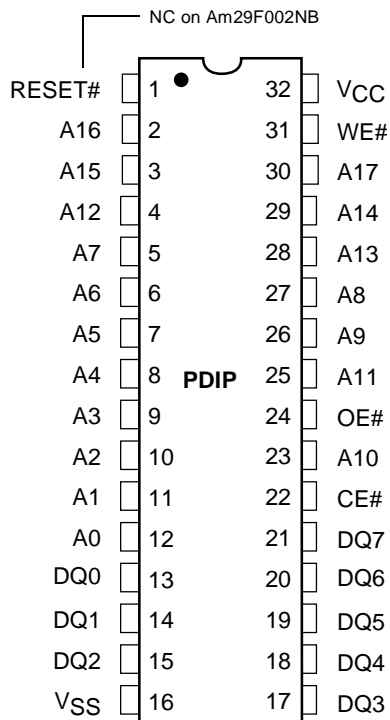 NC on Am29F002NB
RESET# 1 32 VCC
A16 2 31 WE#
A15 3 30 A17
A12 4 29 A14
A7 5 28 A13
A6 6 27 A8
A5 7 26 A9
A4 8 PDIP 25 A11
A3 9 24 OE#
A2 10 23 A10
A1 11 22 CE#
A0 12 21 DQ7
DQ0 13 20 DQ6
DQ1 14 19 DQ5
DQ2 15 18 DQ4
VSS 16 17 DQ3